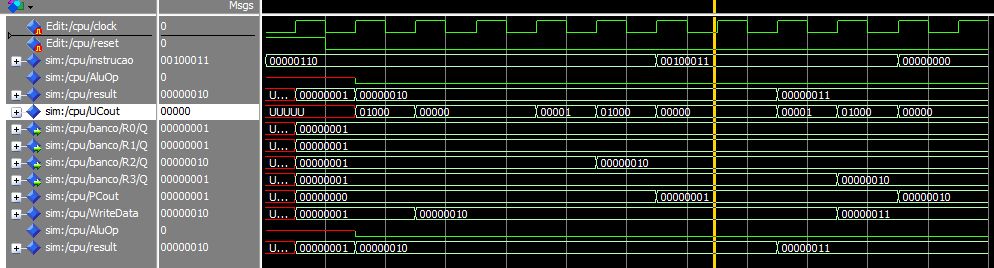 Msgs
Edit:/cpu/clock 0
Edit:/cpu/reset 0
sim:/cpu/instrucao 00100011 00000110 00100011 00000000
sim:/cpu/AluOp 0
sim:/cpu/result 00000010 U... 00000001 00000010 00000011
sim:/cpu/UCout 00000 UUUUU 01000 00000 00001 01000 00000 00001 01000 00000
sim:/cpu/banco/R0/Q 00000001 U... 00000001
sim:/cpu/banco/R1/Q 00000001 U... 00000001
sim:/cpu/banco/R2/Q 00000010 U... 00000001 00000010
sim:/cpu/banco/R3/Q 00000001 U... 00000001 00000010
sim:/cpu/PCout 00000001 U... 00000000 00000001 00000010
sim:/cpu/WriteData 00000010 U... 00000001 00000010 00000011
sim:/cpu/AluOp 0
sim:/cpu/result 00000010 U... 00000001 00000010 00000011